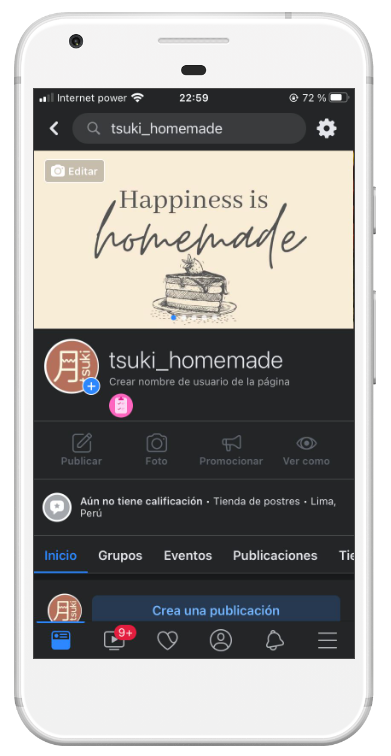 Internet power 22:59 72 %
tsuki_homemade
Editar
Happiness is
homemade
月 tsuki
tsuki_homemade
Crear nombre de usuario de la página
Publicar Foto Promocionar Ver como
Aún no tiene calificación • Tienda de postres • Lima,
Perú
Inicio Grupos Eventos Publicaciones Tie
月 tsuki
Crea una publicación
9+